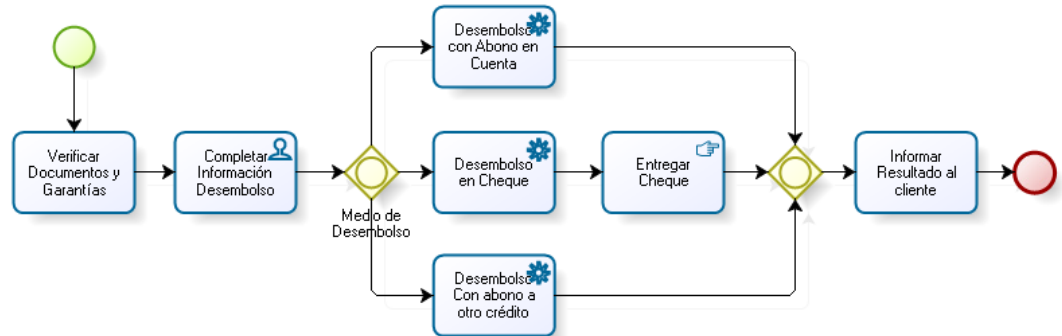 Verificar
Documentos y
Garantías
Completar
Información
Desembolso
Medio de
Desembolso
Desembolso
con Abono en
Cuenta
Desembolso
en Cheque
Entregar
Cheque
Desembolso
Con abono a
otro crédito
Informar
Resultado al
cliente